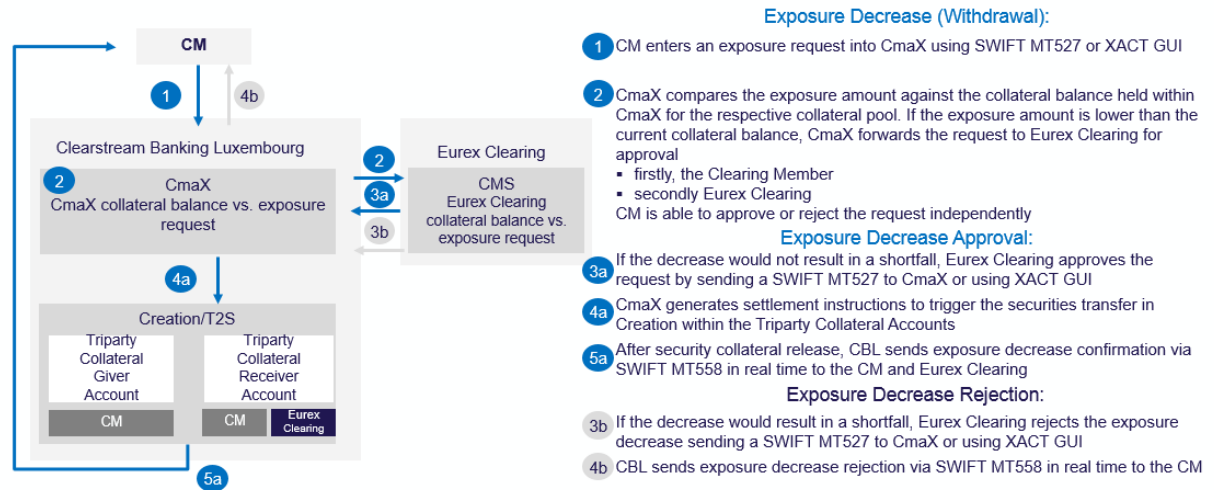 CM
1
4b
Clearstream Banking Luxembourg
2
CmaX
CmaX collateral balance vs. exposure
request
2
3a
3b
Eurex Clearing
CMS
Eurex Clearing
collateral balance vs.
exposure request
4a
Creation/T2S
Triparty
Collateral
Giver
Account
CM
Triparty
Collateral
Receiver
Account
CM
Eurex
Clearing
5a
Exposure Decrease (Withdrawal):
1 CM enters an exposure request into CmaX using SWIFT MT527 or XACT GUI
2 CmaX compares the exposure amount against the collateral balance held within
CmaX for the respective collateral pool. If the exposure amount is lower than the
current collateral balance, CmaX forwards the request to Eurex Clearing for
approval
▪ firstly, the Clearing Member
▪ secondly Eurex Clearing
CM is able to approve or reject the request independently
Exposure Decrease Approval:
3a If the decrease would not result in a shortfall, Eurex Clearing approves the
request by sending a SWIFT MT527 to CmaX or using XACT GUI
4a CmaX generates settlement instructions to trigger the securities transfer in
Creation within the Triparty Collateral Accounts
5a After security collateral release, CBL sends exposure decrease confirmation via
SWIFT MT558 in real time to the CM and Eurex Clearing
Exposure Decrease Rejection:
3b If the decrease would result in a shortfall, Eurex Clearing rejects the exposure
decrease sending a SWIFT MT527 to CmaX or using XACT GUI
4b CBL sends exposure decrease rejection via SWIFT MT558 in real time to the CM